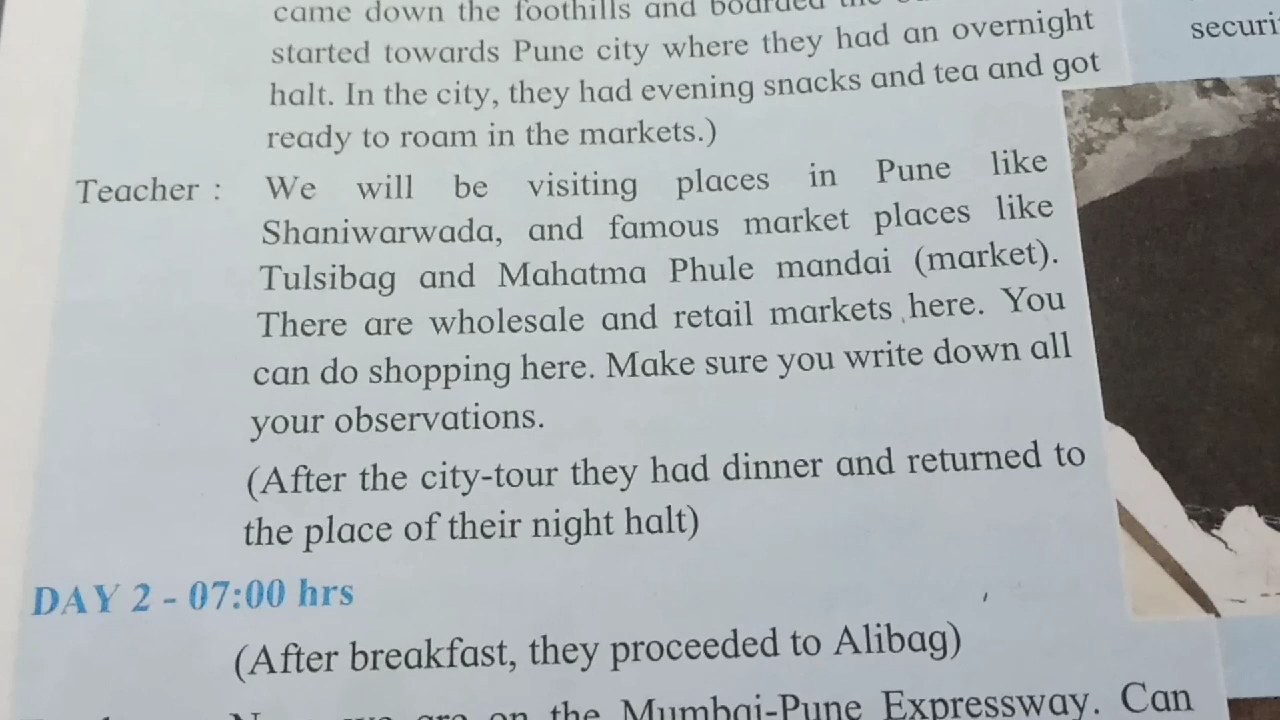 came down the foothills and boarded the
started towards Pune city where they had an overnight
halt. In the city, they had evening snacks and tea and got
ready to roam in the markets.)
Teacher : We will be visiting places in Pune like
Shaniwarwada, and famous market places like
Tulsibag and Mahatma Phule mandai (market).
There are wholesale and retail markets here. You
can do shopping here. Make sure you write down all
your observations.
(After the city-tour they had dinner and returned to
the place of their night halt)
DAY 2 - 07:00 hrs
(After breakfast, they proceeded to Alibag)
we are on the Mumbai-Pune Expressway. Can
securi